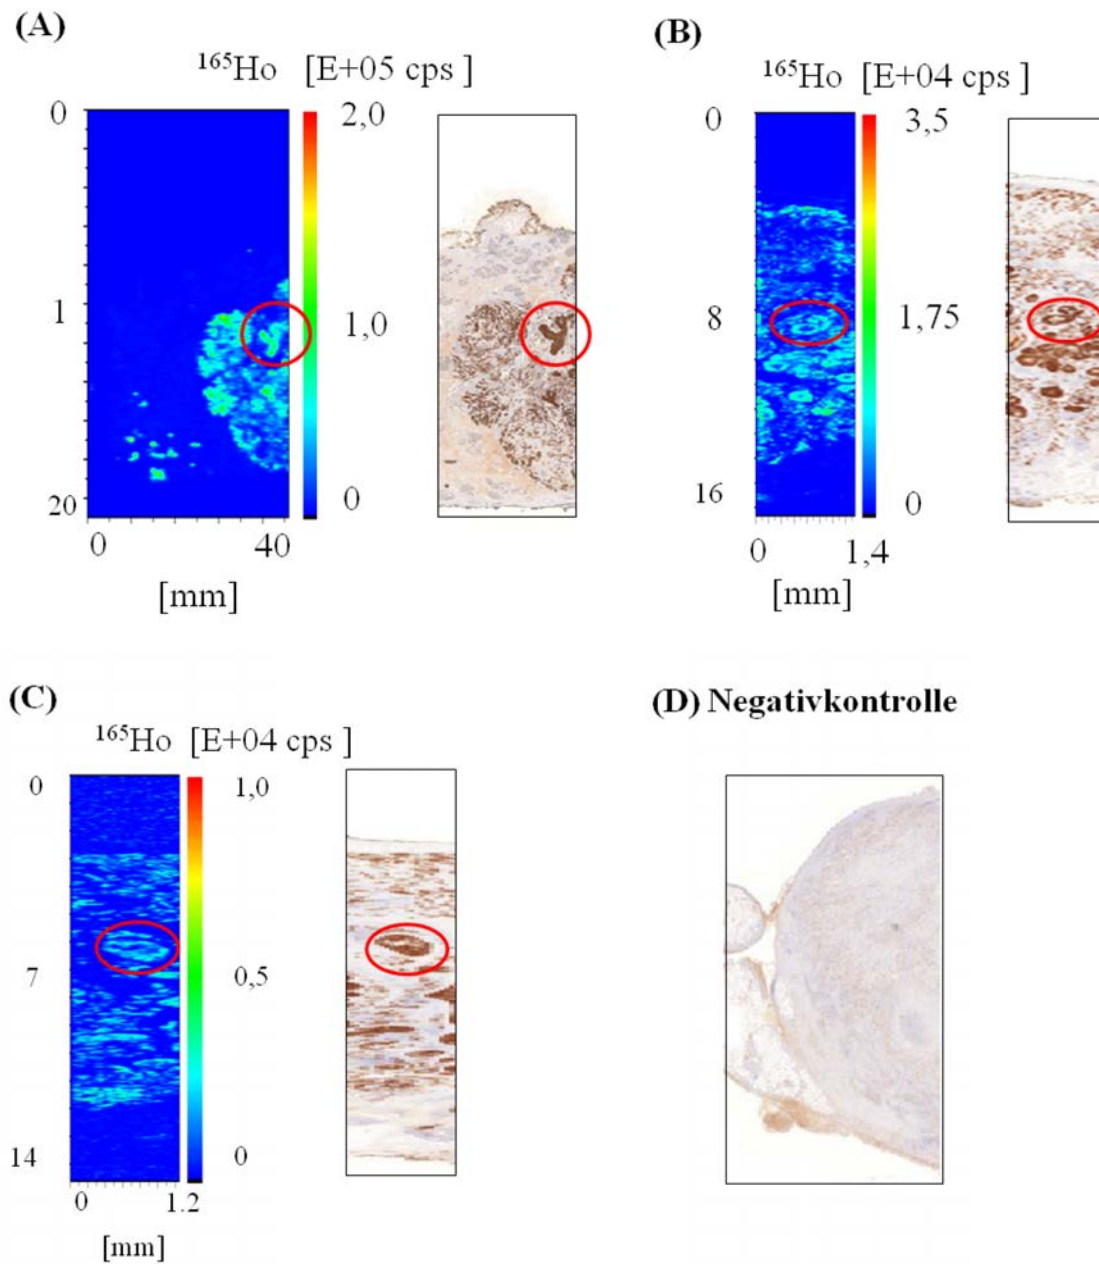 (A)
¹⁶⁵Ho [E+05 cps ]
0
2,0
1
1,0
20
0
0
40
[mm]
(B)
¹⁶⁵Ho [E+04 cps ]
0
3,5
8
1,75
16
0
0
1,4
[mm]
(C)
¹⁶⁵Ho [E+04 cps ]
0
1,0
7
0,5
14
0
0
1.2
[mm]
(D) Negativkontrolle